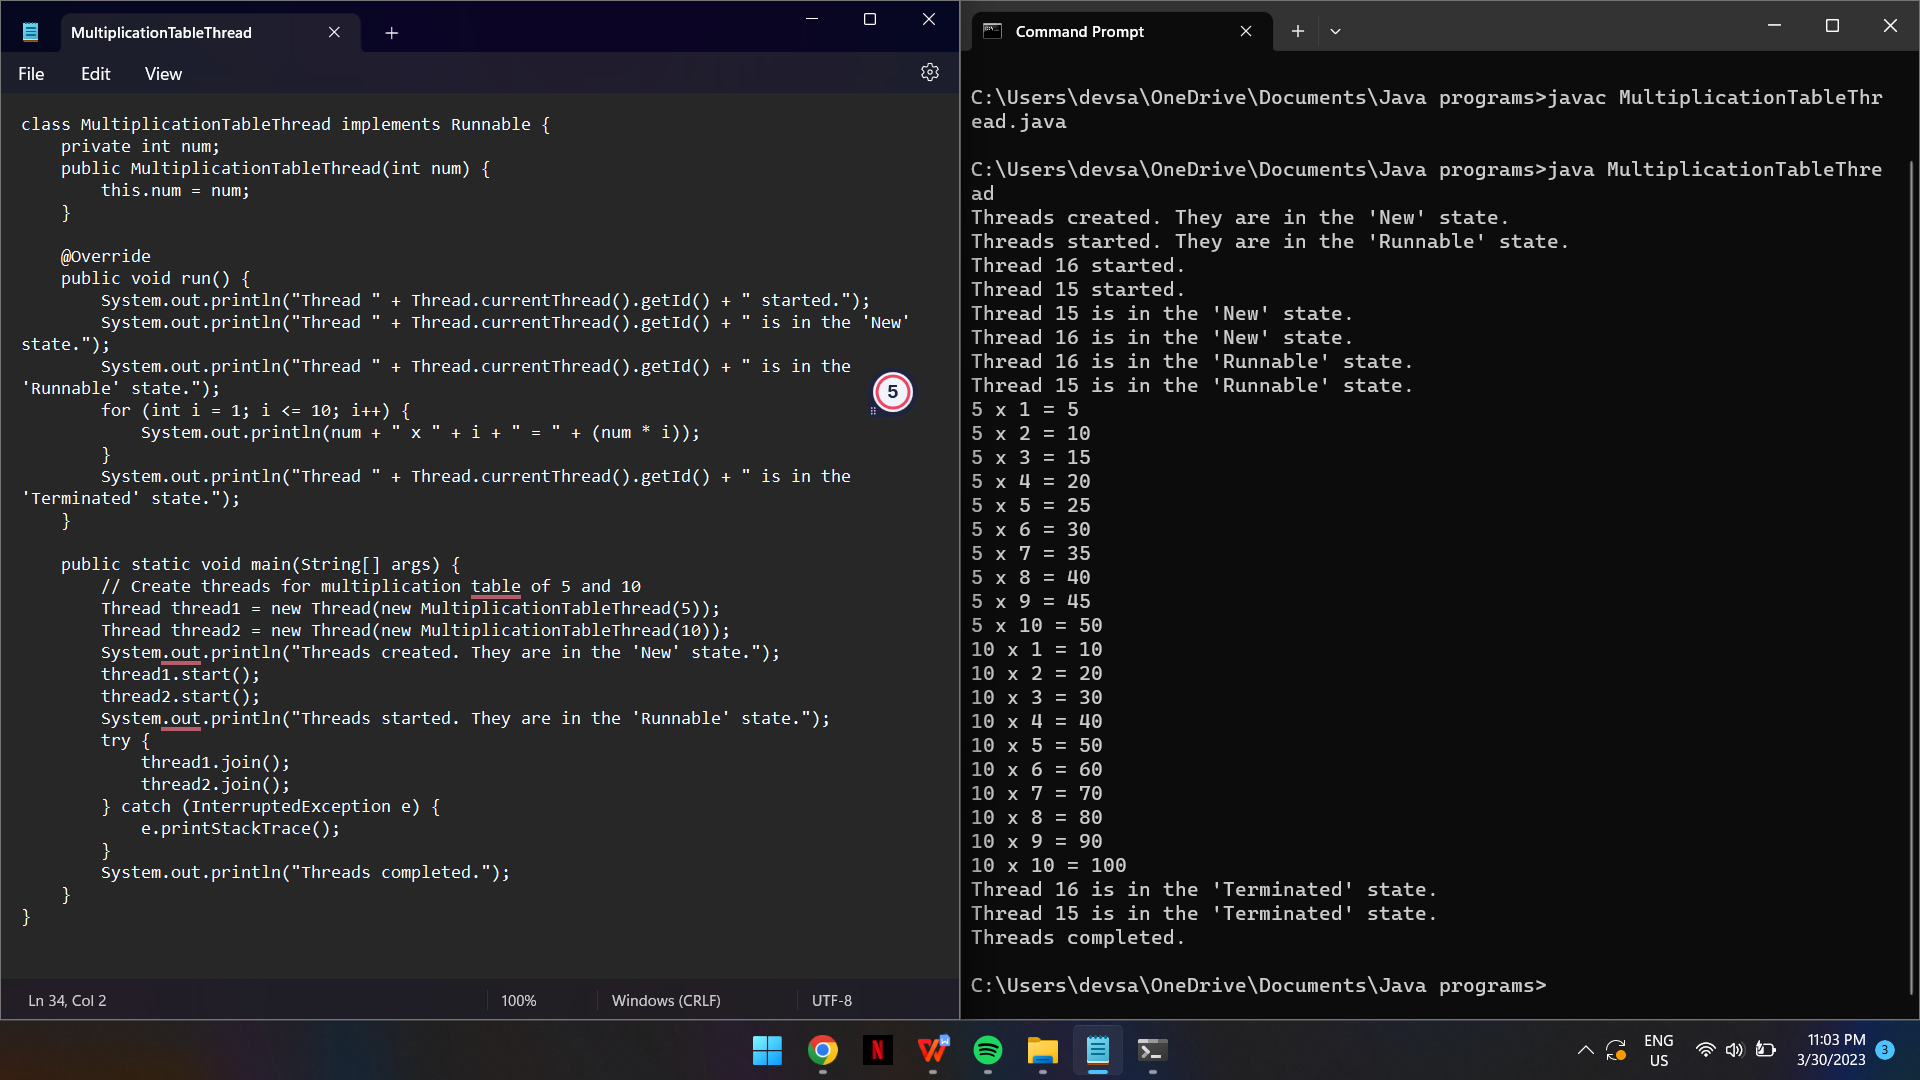 MultiplicationTableThread
File Edit View
class MultiplicationTableThread implements Runnable {
    private int num;
    public MultiplicationTableThread(int num) {
        this.num = num;
    }

    @Override
    public void run() {
        System.out.println("Thread " + Thread.currentThread().getId() + " started.");
        System.out.println("Thread " + Thread.currentThread().getId() + " is in the 'New'
state.");
        System.out.println("Thread " + Thread.currentThread().getId() + " is in the
'Runnable' state.");
        for (int i = 1; i <= 10; i++) {
            System.out.println(num + " x " + i + " = " + (num * i));
        }
        System.out.println("Thread " + Thread.currentThread().getId() + " is in the
'Terminated' state.");
    }

    public static void main(String[] args) {
        // Create threads for multiplication table of 5 and 10
        Thread thread1 = new Thread(new MultiplicationTableThread(5));
        Thread thread2 = new Thread(new MultiplicationTableThread(10));
        System.out.println("Threads created. They are in the 'New' state.");
        thread1.start();
        thread2.start();
        System.out.println("Threads started. They are in the 'Runnable' state.");
        try {
            thread1.join();
            thread2.join();
        } catch (InterruptedException e) {
            e.printStackTrace();
        }
        System.out.println("Threads completed.");
    }
}
5
Ln 34, Col 2 100% Windows (CRLF) UTF-8
Command Prompt
C:\Users\devsa\OneDrive\Documents\Java programs>javac MultiplicationTableThr
ead.java

C:\Users\devsa\OneDrive\Documents\Java programs>java MultiplicationTableThre
ad
Threads created. They are in the 'New' state.
Threads started. They are in the 'Runnable' state.
Thread 16 started.
Thread 15 started.
Thread 15 is in the 'New' state.
Thread 16 is in the 'New' state.
Thread 16 is in the 'Runnable' state.
Thread 15 is in the 'Runnable' state.
5 x 1 = 5
5 x 2 = 10
5 x 3 = 15
5 x 4 = 20
5 x 5 = 25
5 x 6 = 30
5 x 7 = 35
5 x 8 = 40
5 x 9 = 45
5 x 10 = 50
10 x 1 = 10
10 x 2 = 20
10 x 3 = 30
10 x 4 = 40
10 x 5 = 50
10 x 6 = 60
10 x 7 = 70
10 x 8 = 80
10 x 9 = 90
10 x 10 = 100
Thread 16 is in the 'Terminated' state.
Thread 15 is in the 'Terminated' state.
Threads completed.

C:\Users\devsa\OneDrive\Documents\Java programs>
ENG
US
11:03 PM
3/30/2023
3